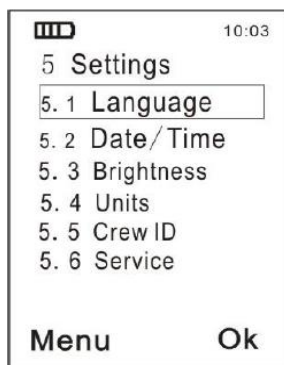 10:03
5 Settings
5.1 Language
5.2 Date/Time
5.3 Brightness
5.4 Units
5.5 Crew ID
5.6 Service
Menu Ok